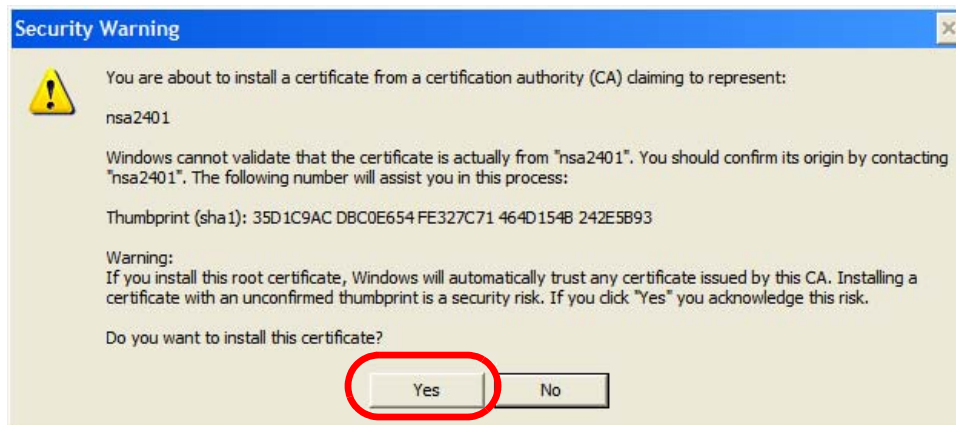 Security Warning
You are about to install a certificate from a certification authority (CA) claiming to represent:
nsa2401
Windows cannot validate that the certificate is actually from "nsa2401". You should confirm its origin by contacting
"nsa2401". The following number will assist you in this process:
Thumbprint (sha1): 35D1C9AC DBC0E654 FE327C71 464D154B 242E5B93
Warning:
If you install this root certificate, Windows will automatically trust any certificate issued by this CA. Installing a
certificate with an unconfirmed thumbprint is a security risk. If you click "Yes" you acknowledge this risk.
Do you want to install this certificate?
Yes No